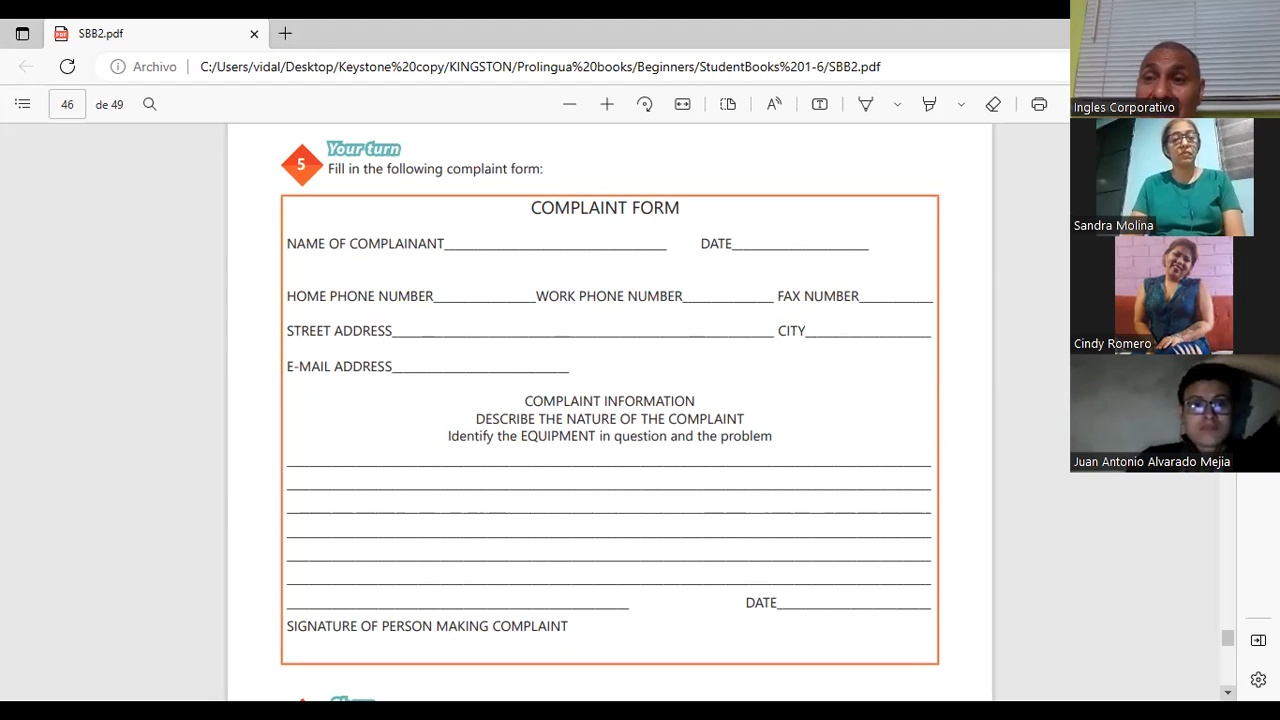 SBB2.pdf
Archivo
C:/Users/vidal/Desktop/Keystone%20copy/KINGSTON/Prolingua%20books/Beginners/StudentBooks%201-6/SBB2.pdf
46 de 49
5
Your turn
Fill in the following complaint form:
COMPLAINT FORM
NAME OF COMPLAINANT DATE
HOME PHONE NUMBER WORK PHONE NUMBER FAX NUMBER
STREET ADDRESS CITY
E-MAIL ADDRESS
COMPLAINT INFORMATION
DESCRIBE THE NATURE OF THE COMPLAINT
Identify the EQUIPMENT in question and the problem
DATE
SIGNATURE OF PERSON MAKING COMPLAINT
Ingles Corporativo
Sandra Molina
Cindy Romero
Juan Antonio Alvarado Mejia